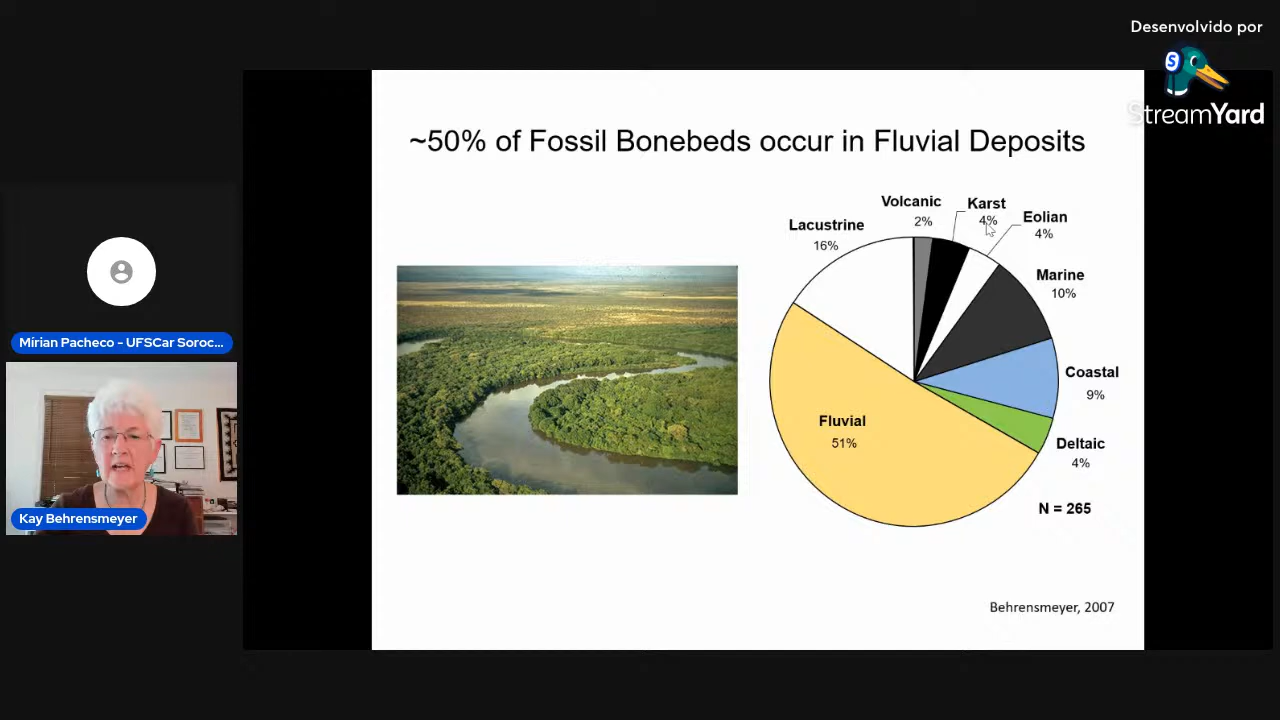 Desenvolvido por
StreamYard
~50% of Fossil Bonebeds occur in Fluvial Deposits
Volcanic
2%
Karst
4%
Eolian
4%
Lacustrine
16%
Marine
10%
Coastal
9%
Fluvial
51%
Deltaic
4%
N = 265
Behrensmeyer, 2007
Mírian Pacheco - UFSCar Soroc...
Kay Behrensmeyer